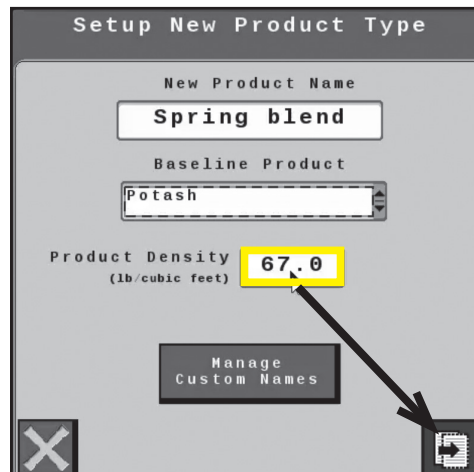 Setup New Product Type
New Product Name
Spring blend
Baseline Product
Potash
Product Density
(lb/cubic feet)
67.0
Manage
Custom Names